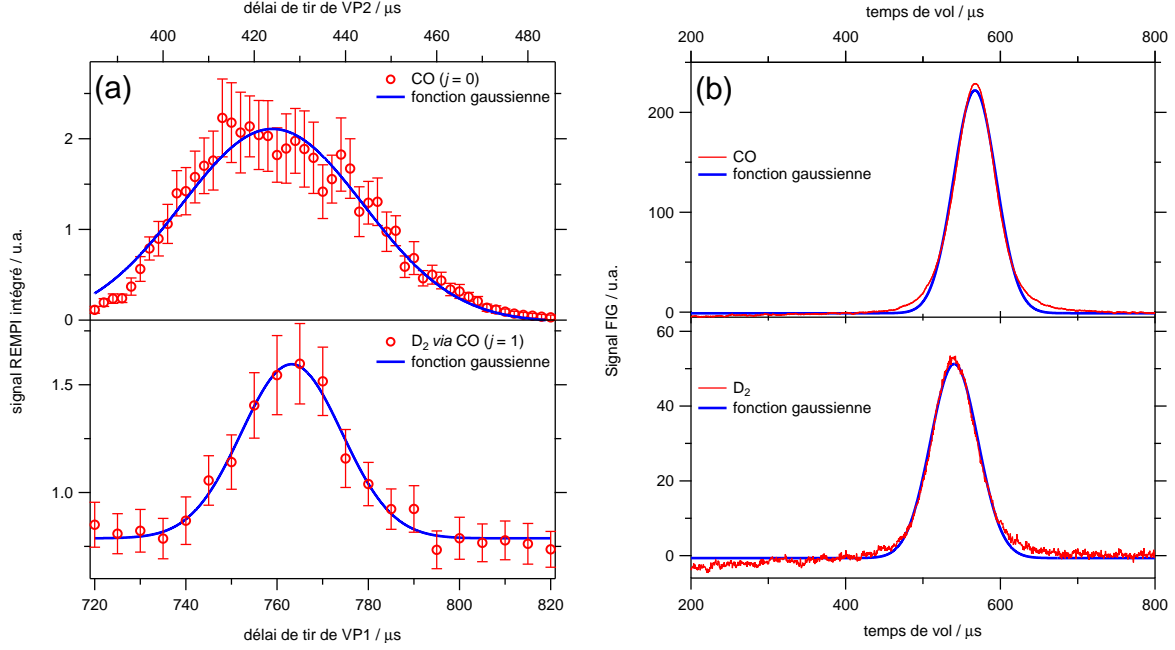 délai de tir de VP2 / μs
400 420 440 460 480
(a)
CO (j = 0)
fonction gaussienne
2
1
0
D2 via CO (j = 1)
fonction gaussienne
1.5
1.0
signal REMPI intégré / u.a.
720 740 760 780 800 820
délai de tir de VP1 / μs
temps de vol / μs
200 400 600 800
(b)
CO
fonction gaussienne
200
100
0
D2
fonction gaussienne
60
40
20
0
Signal FIG / u.a.
200 400 600 800
temps de vol / μs